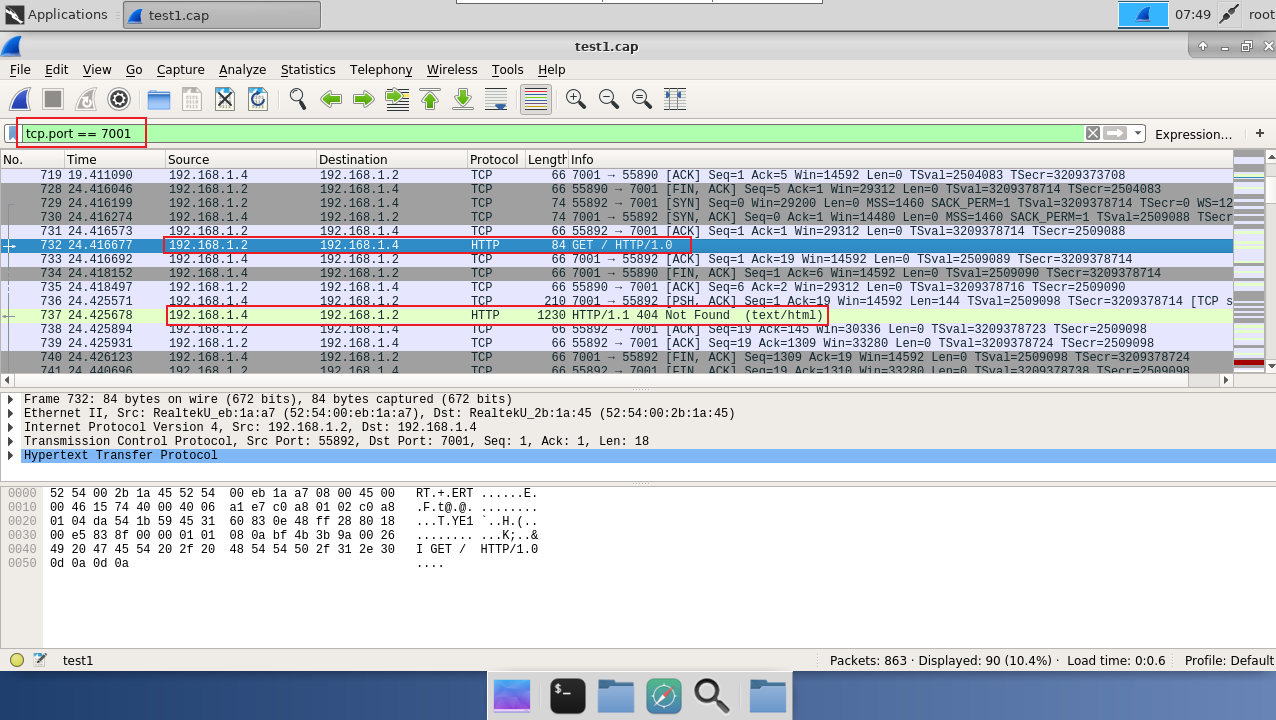 Applications test1.cap 07:49 root
test1.cap
File Edit View Go Capture Analyze Statistics Telephony Wireless Tools Help
tcp.port == 7001 Expression… +
No. Time Source Destination Protocol Length Info
719 19.411090 192.168.1.4 192.168.1.2 TCP 66 7001 → 55890 [ACK] Seq=1 Ack=5 Win=14592 Len=0 TSval=2504083 TSecr=3209373708
728 24.416046 192.168.1.2 192.168.1.4 TCP 66 55890 → 7001 [FIN, ACK] Seq=5 Ack=1 Win=29312 Len=0 TSval=3209378714 TSecr=2504083
729 24.416199 192.168.1.2 192.168.1.4 TCP 74 55892 → 7001 [SYN] Seq=0 Win=29200 Len=0 MSS=1460 SACK_PERM=1 TSval=3209378714 TSecr=0 WS=12
730 24.416274 192.168.1.4 192.168.1.2 TCP 74 7001 → 55892 [SYN, ACK] Seq=0 Ack=1 Win=14480 Len=0 MSS=1460 SACK_PERM=1 TSval=2509088 TSecr
731 24.416573 192.168.1.2 192.168.1.4 TCP 66 55892 → 7001 [ACK] Seq=1 Ack=1 Win=29312 Len=0 TSval=3209378714 TSecr=2509088
732 24.416677 192.168.1.2 192.168.1.4 HTTP 84 GET / HTTP/1.0
733 24.416692 192.168.1.4 192.168.1.2 TCP 66 7001 → 55892 [ACK] Seq=1 Ack=19 Win=14592 Len=0 TSval=2509089 TSecr=3209378714
734 24.418152 192.168.1.4 192.168.1.2 TCP 66 7001 → 55890 [FIN, ACK] Seq=1 Ack=6 Win=14592 Len=0 TSval=2509090 TSecr=3209378714
735 24.418497 192.168.1.2 192.168.1.4 TCP 66 55890 → 7001 [ACK] Seq=6 Ack=2 Win=29312 Len=0 TSval=3209378716 TSecr=2509090
736 24.425571 192.168.1.4 192.168.1.2 TCP 210 7001 → 55892 [PSH, ACK] Seq=1 Ack=19 Win=14592 Len=144 TSval=2509098 TSecr=3209378714 [TCP s
737 24.425678 192.168.1.4 192.168.1.2 HTTP 1230 HTTP/1.1 404 Not Found (text/html)
738 24.425894 192.168.1.2 192.168.1.4 TCP 66 55892 → 7001 [ACK] Seq=19 Ack=145 Win=30336 Len=0 TSval=3209378723 TSecr=2509098
739 24.425931 192.168.1.2 192.168.1.4 TCP 66 55892 → 7001 [ACK] Seq=19 Ack=1309 Win=33280 Len=0 TSval=3209378724 TSecr=2509098
740 24.426123 192.168.1.4 192.168.1.2 TCP 66 7001 → 55892 [FIN, ACK] Seq=1309 Ack=19 Win=14592 Len=0 TSval=2509098 TSecr=3209378724
741 24.440696 192.168.1.2 192.168.1.4 TCP 66 55892 → 7001 [FIN, ACK] Seq=19 Ack=1310 Win=33280 Len=0 TSval=3209378738 TSecr=2509098
Frame 732: 84 bytes on wire (672 bits), 84 bytes captured (672 bits)
Ethernet II, Src: RealtekU_eb:1a:a7 (52:54:00:eb:1a:a7), Dst: RealtekU_2b:1a:45 (52:54:00:2b:1a:45)
Internet Protocol Version 4, Src: 192.168.1.2, Dst: 192.168.1.4
Transmission Control Protocol, Src Port: 55892, Dst Port: 7001, Seq: 1, Ack: 1, Len: 18
Hypertext Transfer Protocol
0000 52 54 00 2b 1a 45 52 54 00 eb 1a a7 08 00 45 00 RT.+.ERT ......E.
0010 00 46 15 74 40 00 40 06 a1 e7 c0 a8 01 02 c0 a8 .F.t@.@. ........
0020 01 04 da 54 1b 59 45 31 60 83 0e 48 ff 28 80 18 ...T.YE1 `..H.(..
0030 00 e5 83 8f 00 00 01 01 08 0a bf 4b 3b 9a 00 26 ........ ...K;..&
0040 49 20 47 45 54 20 2f 20 48 54 54 50 2f 31 2e 30 I GET / HTTP/1.0
0050 0d 0a 0d 0a ....
test1 Packets: 863 · Displayed: 90 (10.4%) · Load time: 0:0.6 Profile: Default